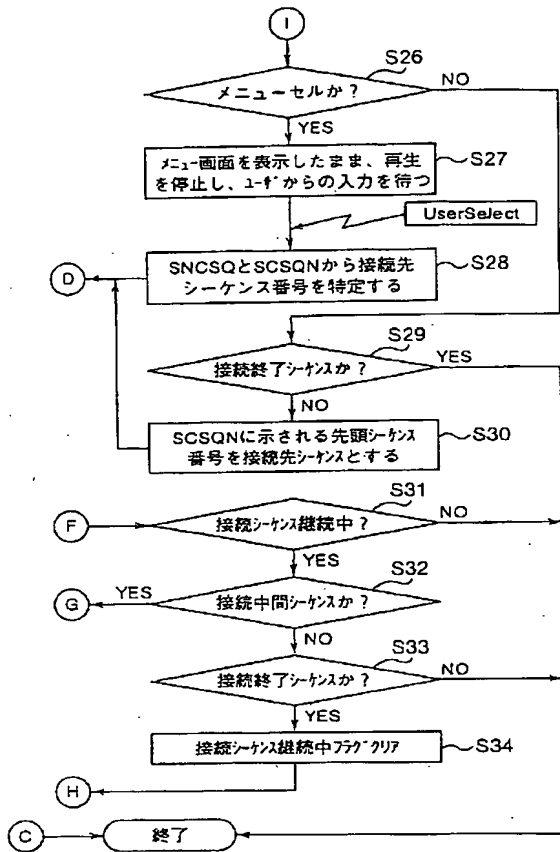 I
S26
メニューセルか?
NO
YES
メニュー画面を表示したまま、再生
を停止し、ユーザからの入力を待つ
S27
UserSelect
D
SNCSQとSCSQNから接続先
シーケンス番号を特定する
S28
S29
接続終了シーケンスか?
YES
NO
SCSQNに示される先頭シーケンス
番号を接続先シーケンスとする
S30
S31
F
接続シーケンス継続中?
NO
YES
S32
G
YES
接続中間シーケンスか?
NO
S33
接続終了シーケンスか?
NO
YES
接続シーケンス継続中フラグクリア
S34
H
C
終了